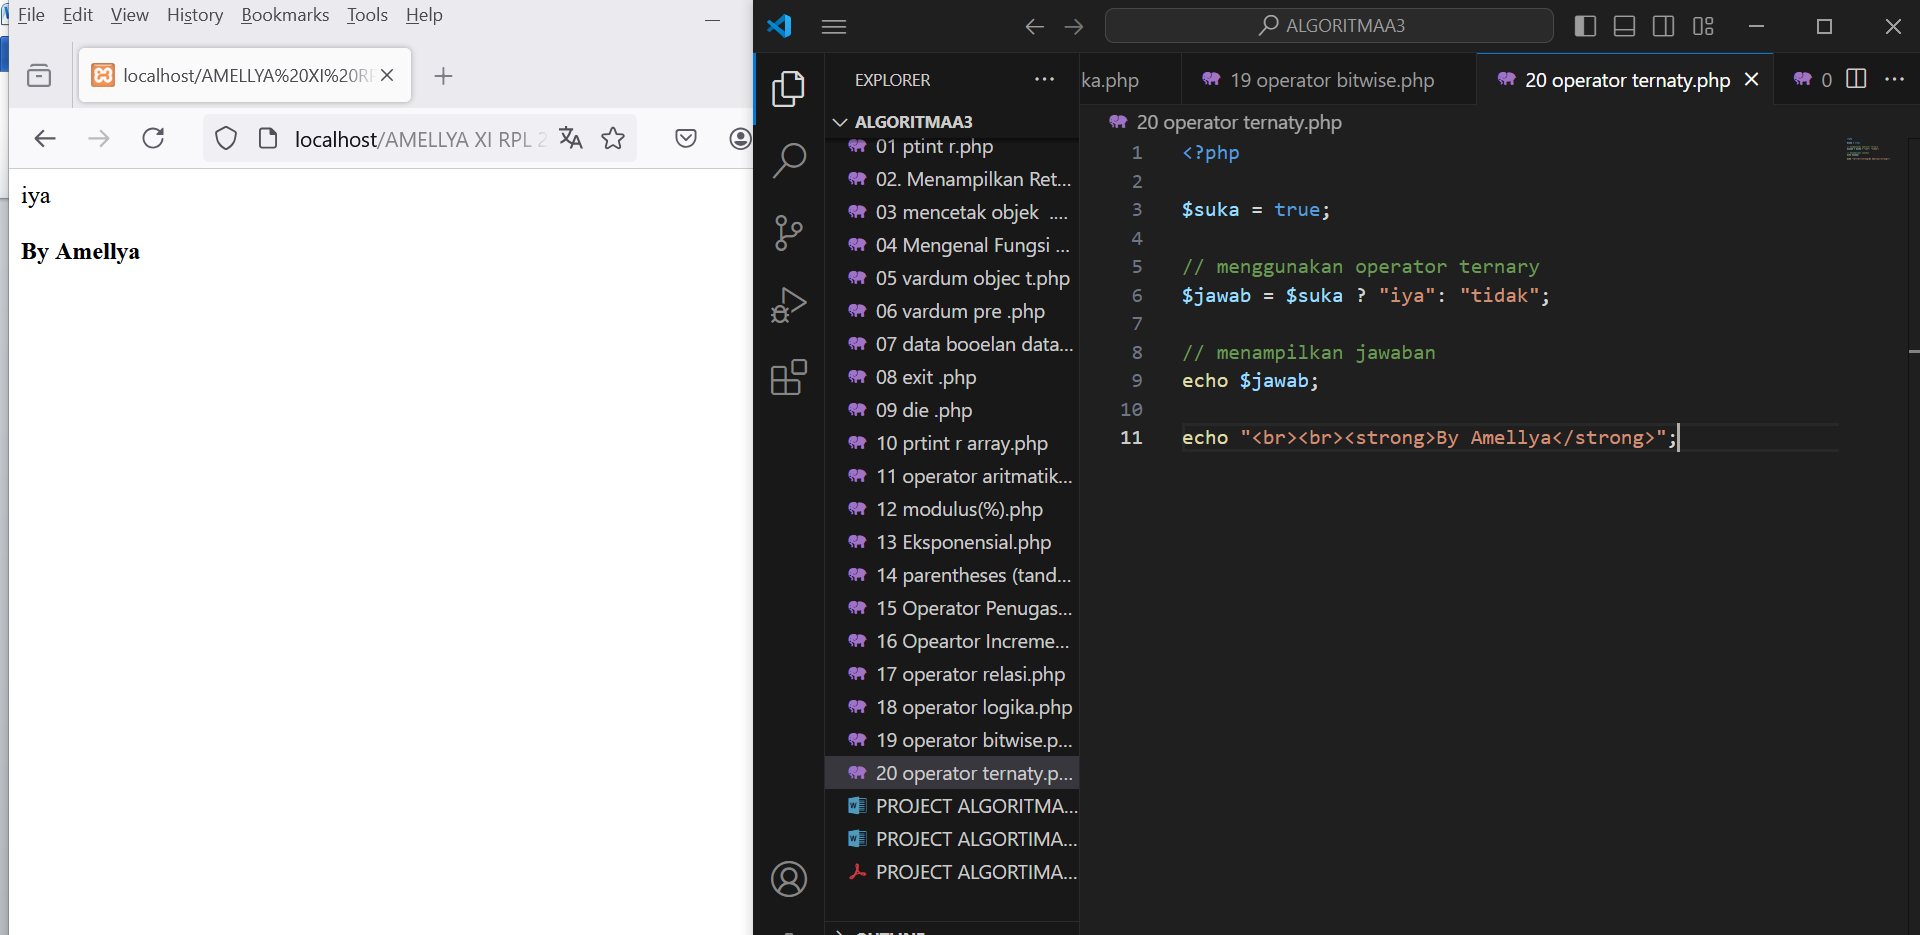 File Edit View History Bookmarks Tools Help
localhost/AMELLYA%20XI%20RP
localhost/AMELLYA XI RPL 2
iya
By Amellya
ALGORITMAA3
EXPLORER
ALGORITMAA3
01 ptint r.php
02. Menampilkan Ret...
03 mencetak objek ....
04 Mengenal Fungsi ...
05 vardum objec t.php
06 vardum pre .php
07 data booelan data...
08 exit .php
09 die .php
10 prtint r array.php
11 operator aritmatik...
12 modulus(%).php
13 Eksponensial.php
14 parentheses (tand...
15 Operator Penugas...
16 Opeartor Increme...
17 operator relasi.php
18 operator logika.php
19 operator bitwise.p...
20 operator ternaty.p...
PROJECT ALGORITMA...
PROJECT ALGORTIMA...
PROJECT ALGORTIMA...
OUTLINE
ka.php 19 operator bitwise.php 20 operator ternaty.php 0
20 operator ternaty.php
1 <?php
2
3 $suka = true;
4
5 // menggunakan operator ternary
6 $jawab = $suka ? "iya": "tidak";
7
8 // menampilkan jawaban
9 echo $jawab;
10
11 echo "<br><br><strong>By Amellya</strong>";